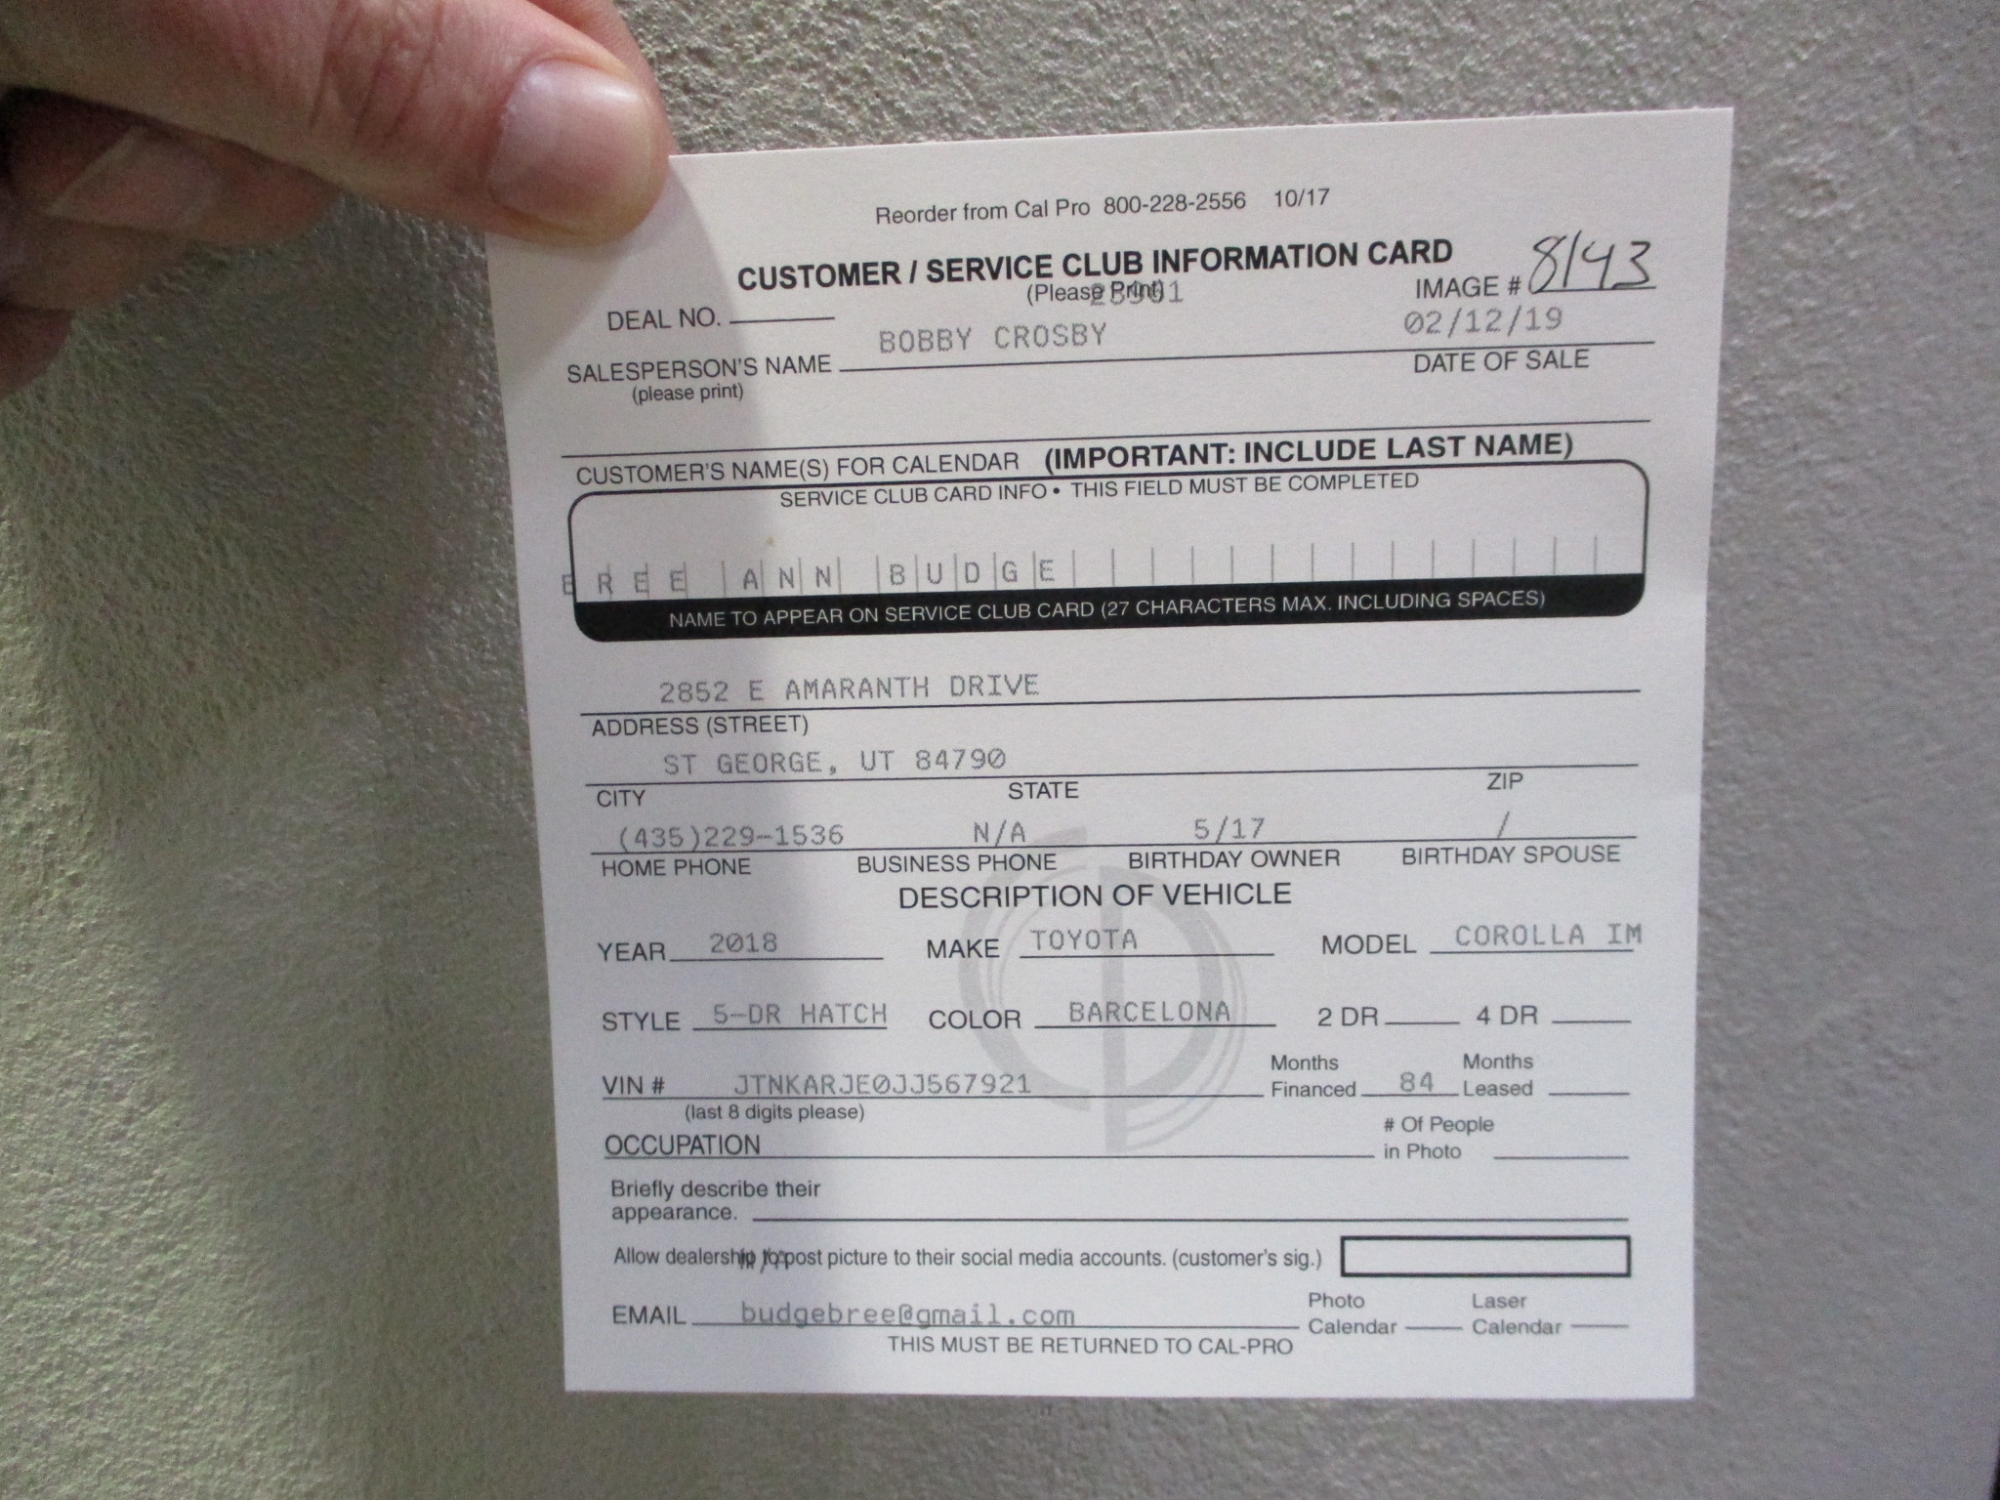 Reorder from Cal Pro 800-228-2556 10/17
CUSTOMER / SERVICE CLUB INFORMATION CARD
(Please Print)
IMAGE # 8143
DEAL NO.
BOBBY CROSBY 02/12/19
SALESPERSON'S NAME DATE OF SALE
(please print)
CUSTOMER'S NAME(S) FOR CALENDAR (IMPORTANT: INCLUDE LAST NAME)
SERVICE CLUB CARD INFO • THIS FIELD MUST BE COMPLETED
BREE ANN BUDGE
NAME TO APPEAR ON SERVICE CLUB CARD (27 CHARACTERS MAX. INCLUDING SPACES)
2852 E AMARANTH DRIVE
ADDRESS (STREET)
ST GEORGE, UT 84790
CITY STATE ZIP
(435)229-1536 N/A 5/17 /
HOME PHONE BUSINESS PHONE BIRTHDAY OWNER BIRTHDAY SPOUSE
DESCRIPTION OF VEHICLE
YEAR 2018 MAKE TOYOTA MODEL COROLLA IM
STYLE 5-DR HATCH COLOR BARCELONA 2 DR 4 DR
VIN # JTNKARJE0JJ567921 Months Financed 84 Months Leased
(last 8 digits please)
OCCUPATION # Of People in Photo
Briefly describe their
appearance.
Allow dealership to post picture to their social media accounts. (customer's sig.)
EMAIL budgebree@gmail.com Photo Calendar Laser Calendar
THIS MUST BE RETURNED TO CAL-PRO